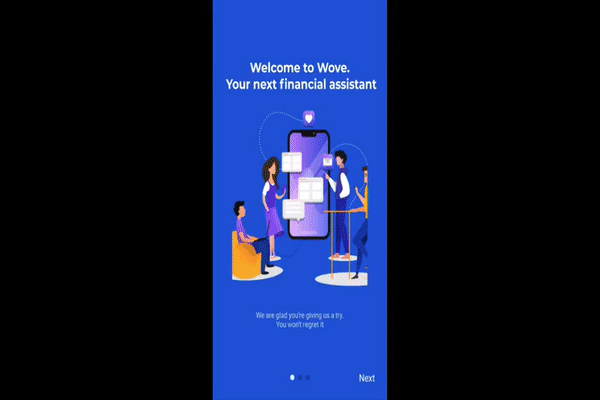 Welcome to Wove.
Your next financial assistant
We are glad you're giving us a try.
You won't regret it
Next